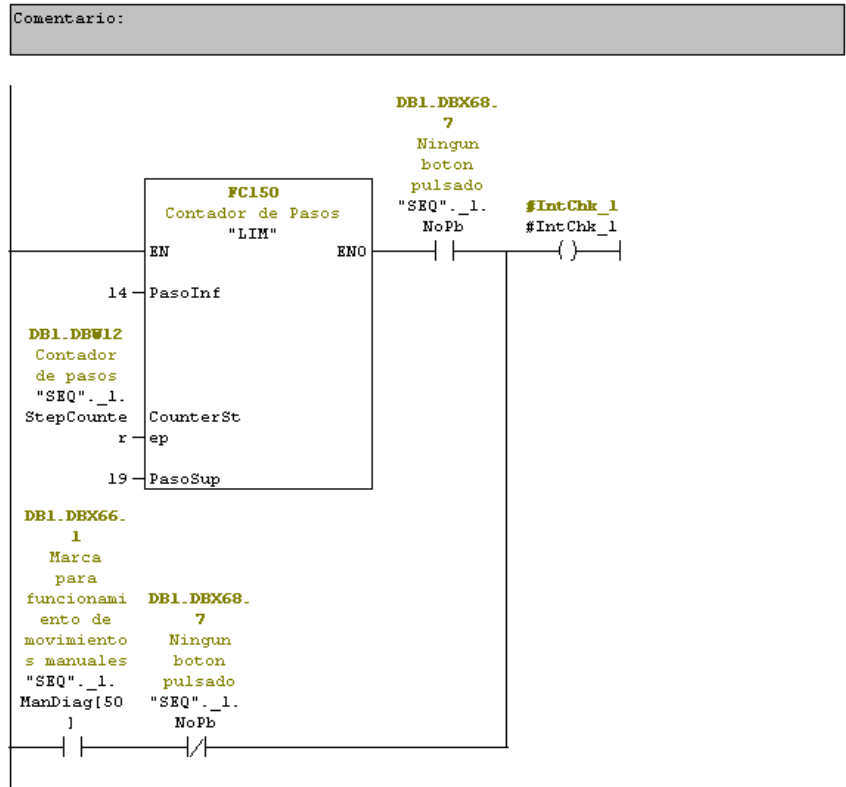 Comentario:
DB1.DBX68.
7
Ningun
boton
pulsado
"SEQ"._1.
NoPb
#IntChk_1
#IntChk_1
FC150
Contador de Pasos
"LIM"
EN
ENO
14
PasoInf
DB1.DBW12
Contador
de pasos
"SEQ"._1.
StepCounte
r
CounterSt
ep
19
PasoSup
DB1.DBX66.
1
Marca
para
funcionami
ento de
movimiento
s manuales
"SEQ"._1.
ManDiag[50
]
DB1.DBX68.
7
Ningun
boton
pulsado
"SEQ"._1.
NoPb